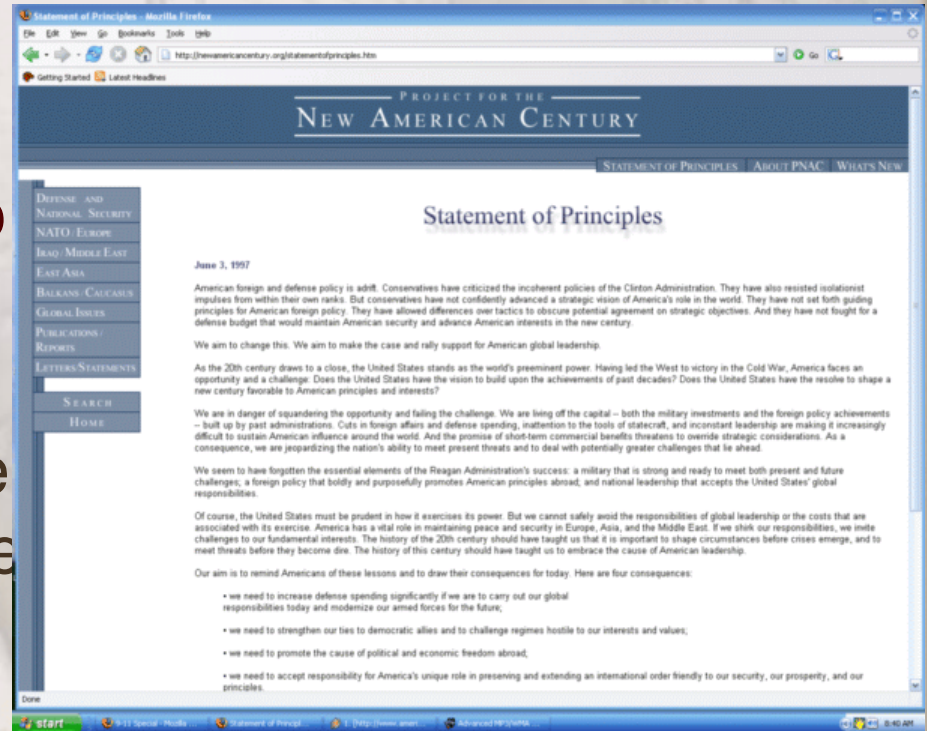 Statement of Principles - Mozilla Firefox
File Edit View Go Bookmarks Tools Help
http://newamericancentury.org/statementofprinciples.htm
Go
Getting Started Latest Headlines
PROJECT FOR THE
NEW AMERICAN CENTURY
STATEMENT OF PRINCIPLES ABOUT PNAC WHAT'S NEW
DEFENSE AND
NATIONAL SECURITY
NATO / EUROPE
IRAQ / MIDDLE EAST
EAST ASIA
BALKANS / CAUCASUS
GLOBAL ISSUES
PUBLICATIONS /
REPORTS
LETTERS/STATEMENTS
SEARCH
HOME
Statement of Principles
June 3, 1997
American foreign and defense policy is adrift. Conservatives have criticized the incoherent policies of the Clinton Administration. They have also resisted isolationist
impulses from within their own ranks. But conservatives have not confidently advanced a strategic vision of America's role in the world. They have not set forth guiding
principles for American foreign policy. They have allowed differences over tactics to obscure potential agreement on strategic objectives. And they have not fought for a
defense budget that would maintain American security and advance American interests in the new century.
We aim to change this. We aim to make the case and rally support for American global leadership.
As the 20th century draws to a close, the United States stands as the world's preeminent power. Having led the West to victory in the Cold War, America faces an
opportunity and a challenge: Does the United States have the vision to build upon the achievements of past decades? Does the United States have the resolve to shape a
new century favorable to American principles and interests?
We are in danger of squandering the opportunity and failing the challenge. We are living off the capital -- both the military investments and the foreign policy achievements
-- built up by past administrations. Cuts in foreign affairs and defense spending, inattention to the tools of statecraft, and inconstant leadership are making it increasingly
difficult to sustain American influence around the world. And the promise of short-term commercial benefits threatens to override strategic considerations. As a
consequence, we are jeopardizing the nation's ability to meet present threats and to deal with potentially greater challenges that lie ahead.
We seem to have forgotten the essential elements of the Reagan Administration's success: a military that is strong and ready to meet both present and future
challenges; a foreign policy that boldly and purposefully promotes American principles abroad; and national leadership that accepts the United States' global
responsibilities.
Of course, the United States must be prudent in how it exercises its power. But we cannot safely avoid the responsibilities of global leadership or the costs that are
associated with its exercise. America has a vital role in maintaining peace and security in Europe, Asia, and the Middle East. If we shirk our responsibilities, we invite
challenges to our fundamental interests. The history of the 20th century should have taught us that it is important to shape circumstances before crises emerge, and to
meet threats before they become dire. The history of this century should have taught us to embrace the cause of American leadership.
Our aim is to remind Americans of these lessons and to draw their consequences for today. Here are four consequences:
• we need to increase defense spending significantly if we are to carry out our global
responsibilities today and modernize our armed forces for the future;
• we need to strengthen our ties to democratic allies and to challenge regimes hostile to our interests and values;
• we need to promote the cause of political and economic freedom abroad;
• we need to accept responsibility for America's unique role in preserving and extending an international order friendly to our security, our prosperity, and our
principles.
Done
start 9-11 Special - Mozilla ... Statement of Principl... 1. (http://www.ameri... Advanced MP3/WMA ... 8:40 AM